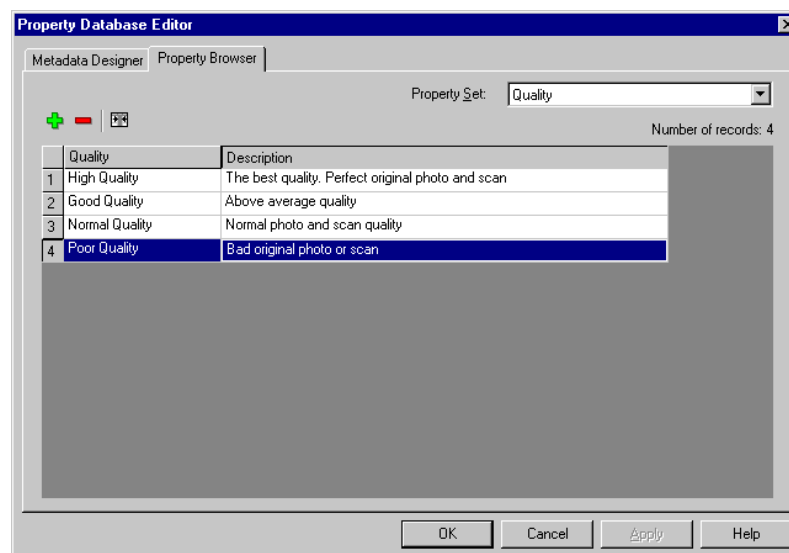 Property Database Editor
Metadata Designer Property Browser
Property Set: Quality
Number of records: 4
Quality Description
1 High Quality The best quality. Perfect original photo and scan
2 Good Quality Above average quality
3 Normal Quality Normal photo and scan quality
4 Poor Quality Bad original photo or scan
OK Cancel Apply Help